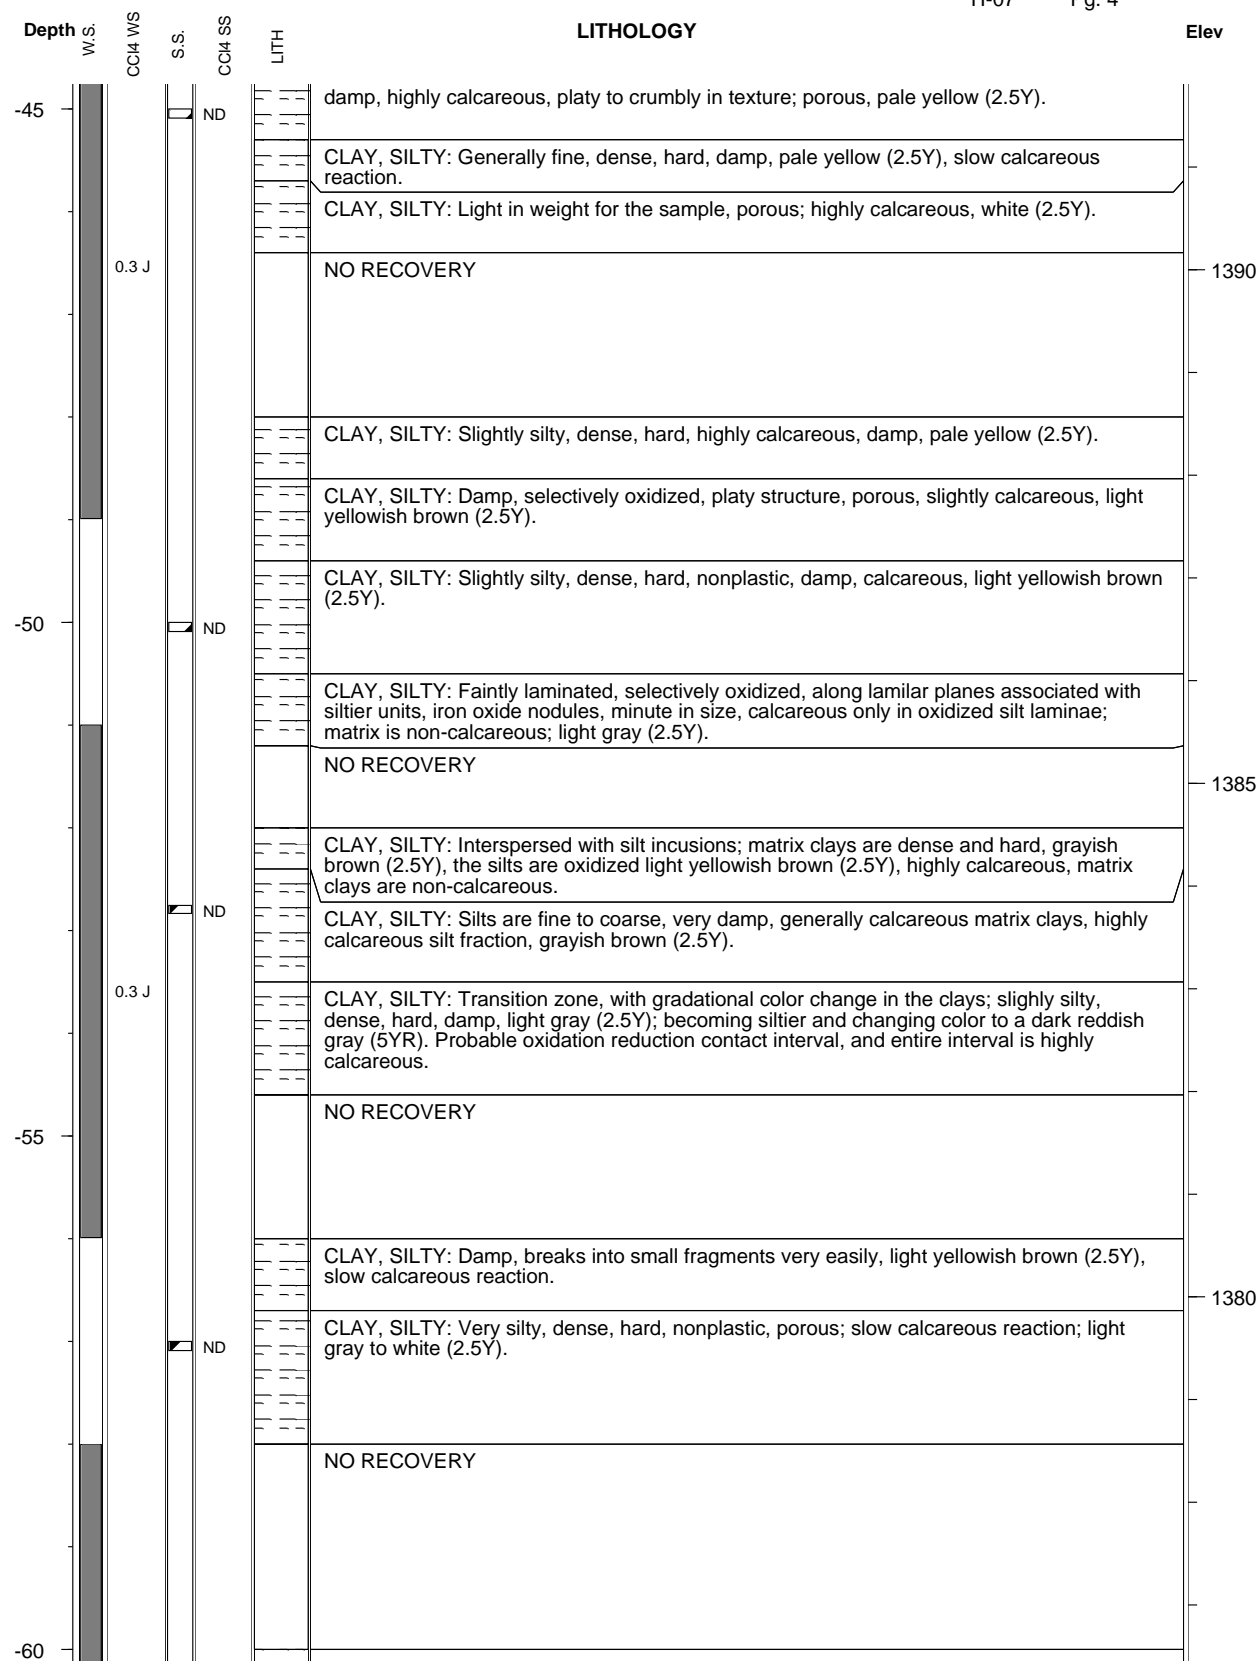 Pg. 4
Depth W.S. CCl4 WS S.S. CCl4 SS LITH LITHOLOGY Elev
damp, highly calcareous, platy to crumbly in texture; porous, pale yellow (2.5Y).
-45 ND
CLAY, SILTY: Generally fine, dense, hard, damp, pale yellow (2.5Y), slow calcareous
reaction.
CLAY, SILTY: Light in weight for the sample, porous; highly calcareous, white (2.5Y).
0.3 J NO RECOVERY 1390
CLAY, SILTY: Slightly silty, dense, hard, highly calcareous, damp, pale yellow (2.5Y).
CLAY, SILTY: Damp, selectively oxidized, platy structure, porous, slightly calcareous, light
yellowish brown (2.5Y).
CLAY, SILTY: Slightly silty, dense, hard, nonplastic, damp, calcareous, light yellowish brown
(2.5Y).
-50 ND
CLAY, SILTY: Faintly laminated, selectively oxidized, along lamilar planes associated with
siltier units, iron oxide nodules, minute in size, calcareous only in oxidized silt laminae;
matrix is non-calcareous; light gray (2.5Y).
NO RECOVERY
1385
CLAY, SILTY: Interspersed with silt incusions; matrix clays are dense and hard, grayish
brown (2.5Y), the silts are oxidized light yellowish brown (2.5Y), highly calcareous, matrix
clays are non-calcareous.
ND
CLAY, SILTY: Silts are fine to coarse, very damp, generally calcareous matrix clays, highly
calcareous silt fraction, grayish brown (2.5Y).
0.3 J
CLAY, SILTY: Transition zone, with gradational color change in the clays; slighly silty,
dense, hard, damp, light gray (2.5Y); becoming siltier and changing color to a dark reddish
gray (5YR). Probable oxidation reduction contact interval, and entire interval is highly
calcareous.
NO RECOVERY
-55
CLAY, SILTY: Damp, breaks into small fragments very easily, light yellowish brown (2.5Y),
slow calcareous reaction.
1380
CLAY, SILTY: Very silty, dense, hard, nonplastic, porous; slow calcareous reaction; light
gray to white (2.5Y).
ND
NO RECOVERY
-60